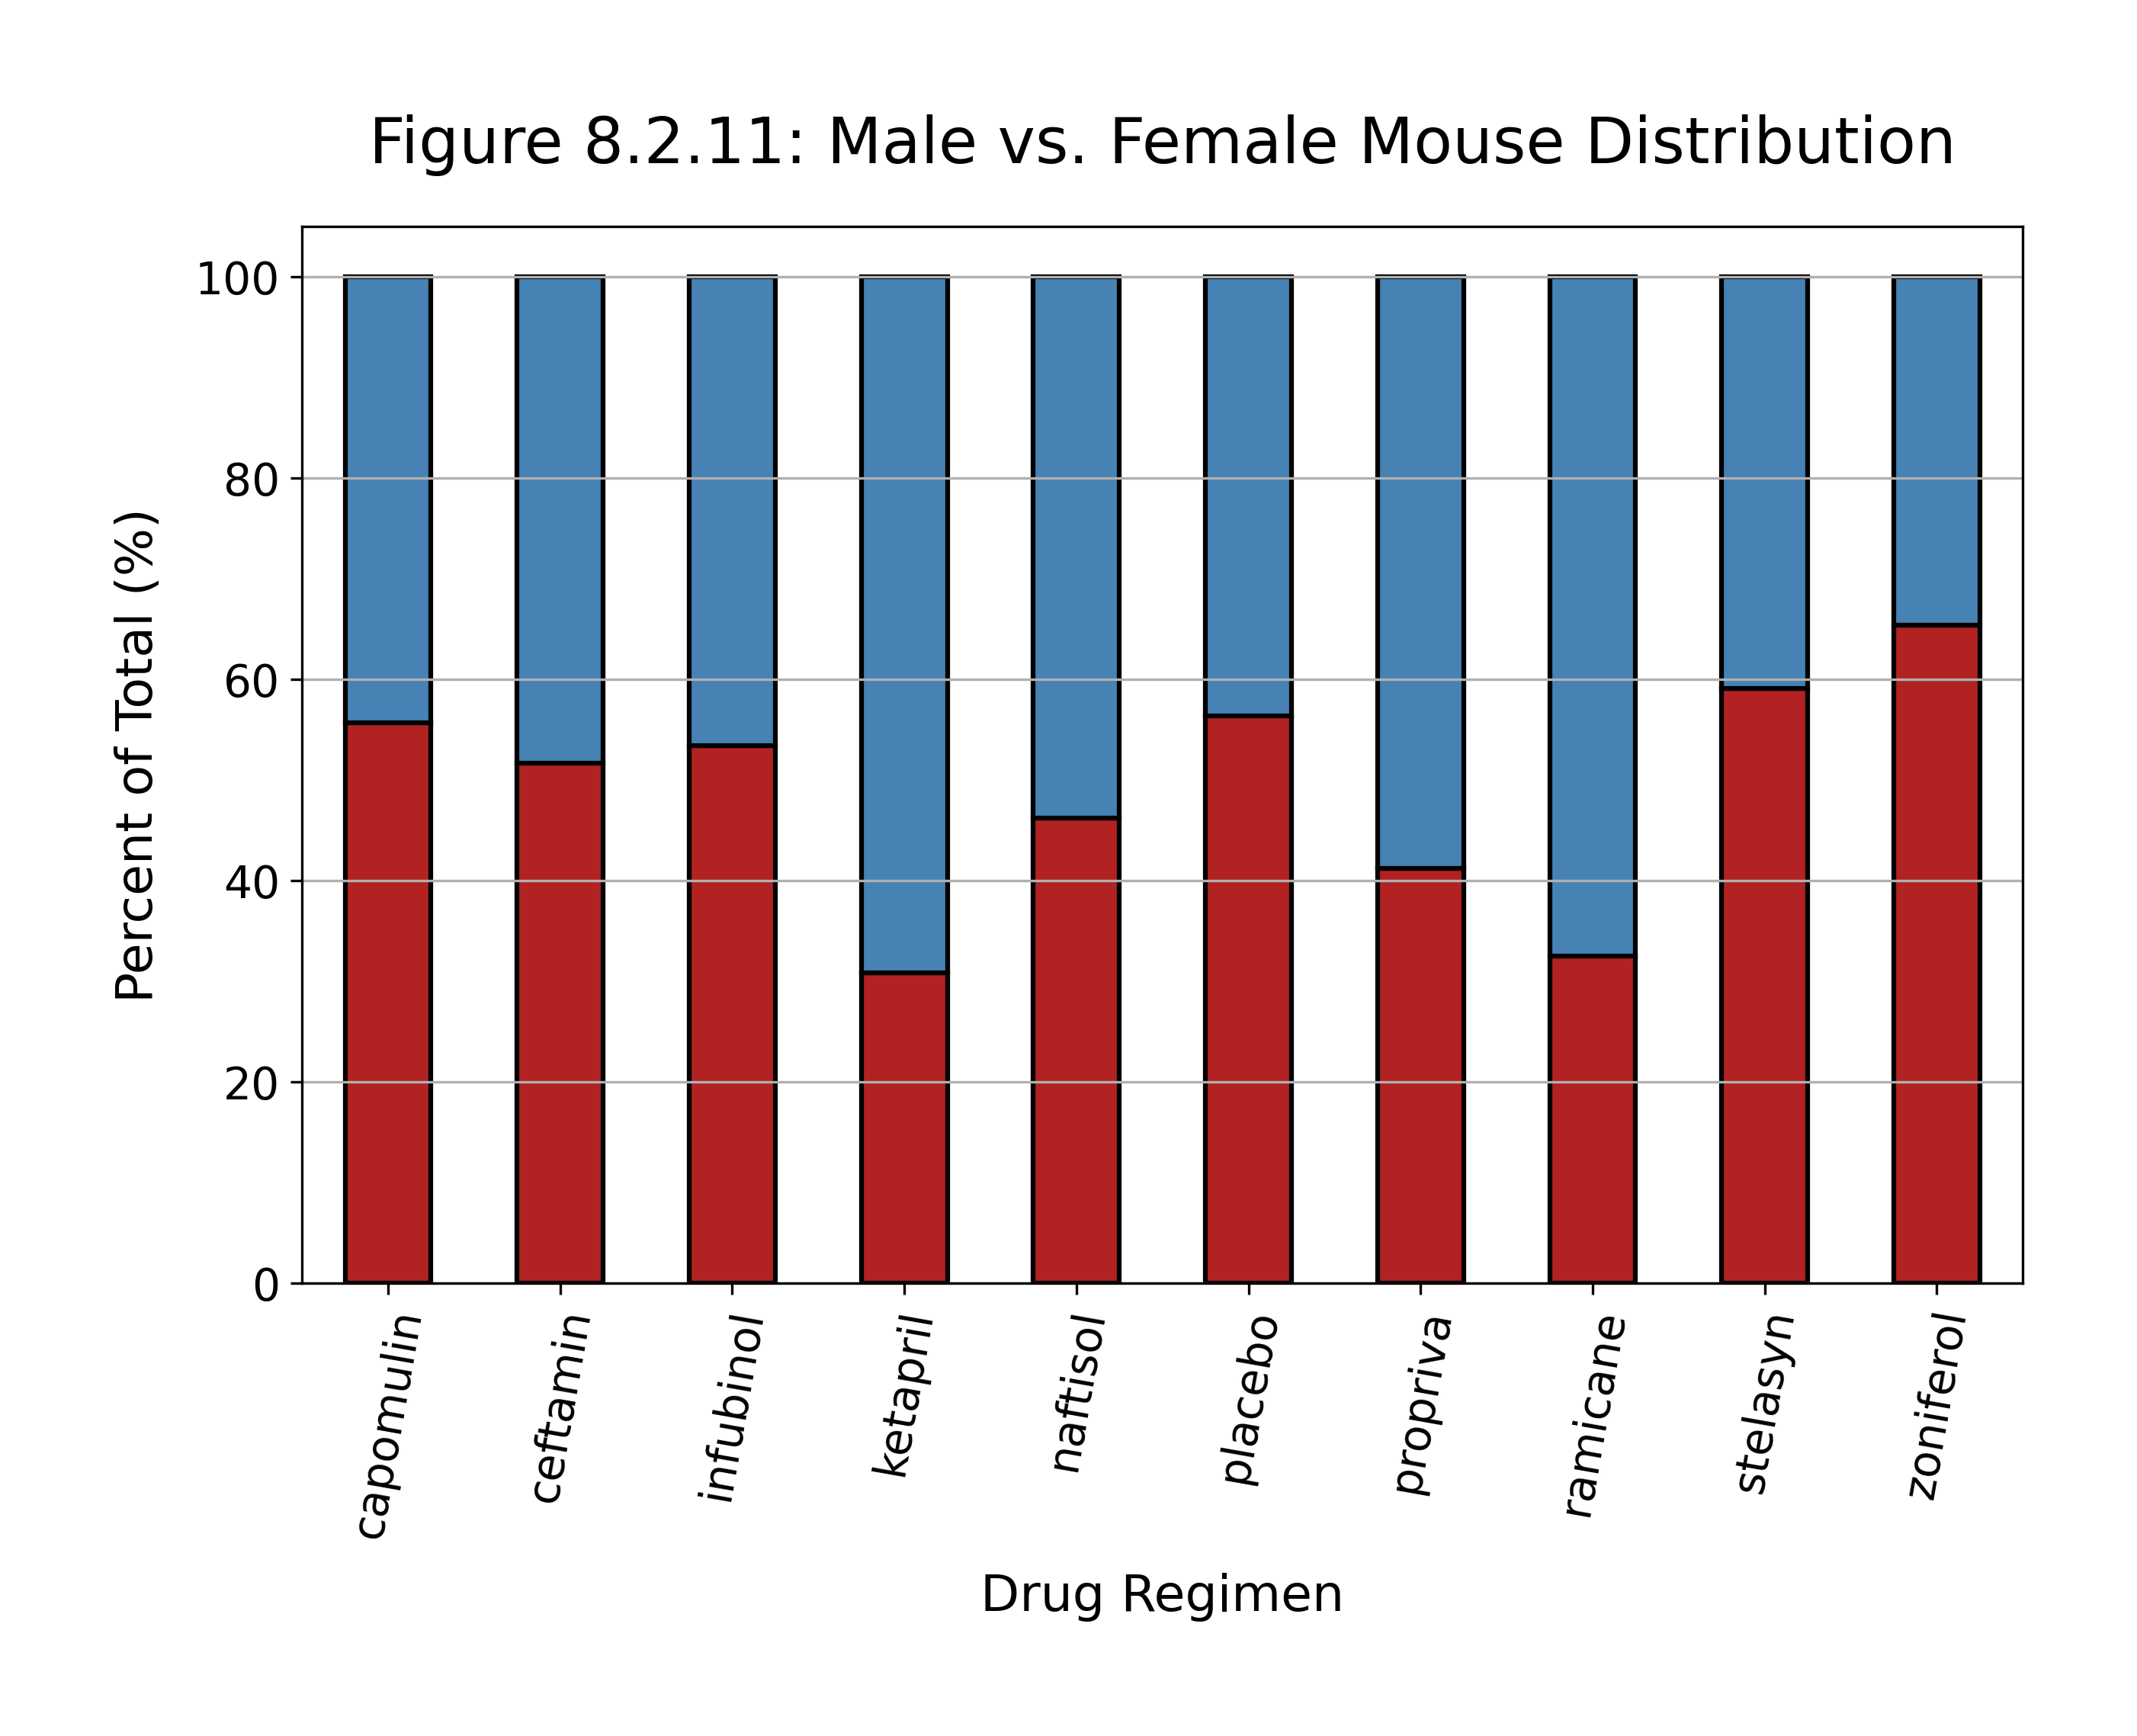 Figure 8.2.11: Male vs. Female Mouse Distribution
Percent of Total (%)
100
80
60
40
20
0
capomulin
ceftamin
infubinol
ketapril
naftisol
placebo
propriva
ramicane
stelasyn
zoniferol
Drug Regimen